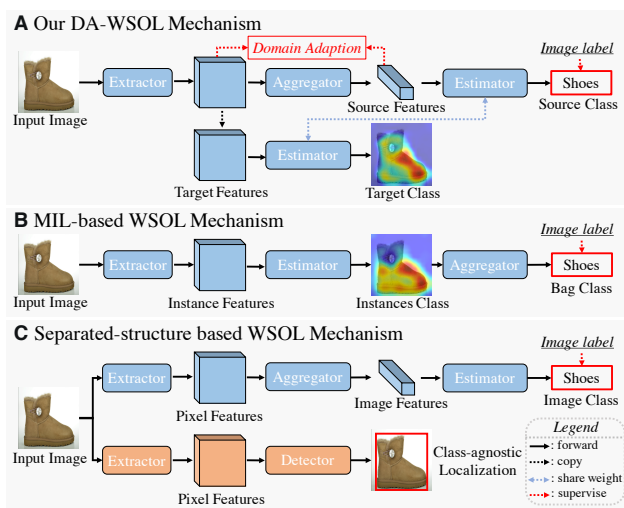 A Our DA-WSOL Mechanism
Domain Adaption
Image label
Extractor
Aggregator
Estimator
Shoes
Input Image
Source Features
Source Class
Estimator
Target Features
Target Class
B MIL-based WSOL Mechanism
Image label
Extractor
Estimator
Aggregator
Shoes
Input Image
Instance Features
Instances Class
Bag Class
C Separated-structure based WSOL Mechanism
Image label
Extractor
Aggregator
Estimator
Shoes
Pixel Features
Image Features
Image Class
Input Image
Extractor
Detector
Class-agnostic
Localization
Pixel Features
Legend
: forward
: copy
: share weight
: supervise